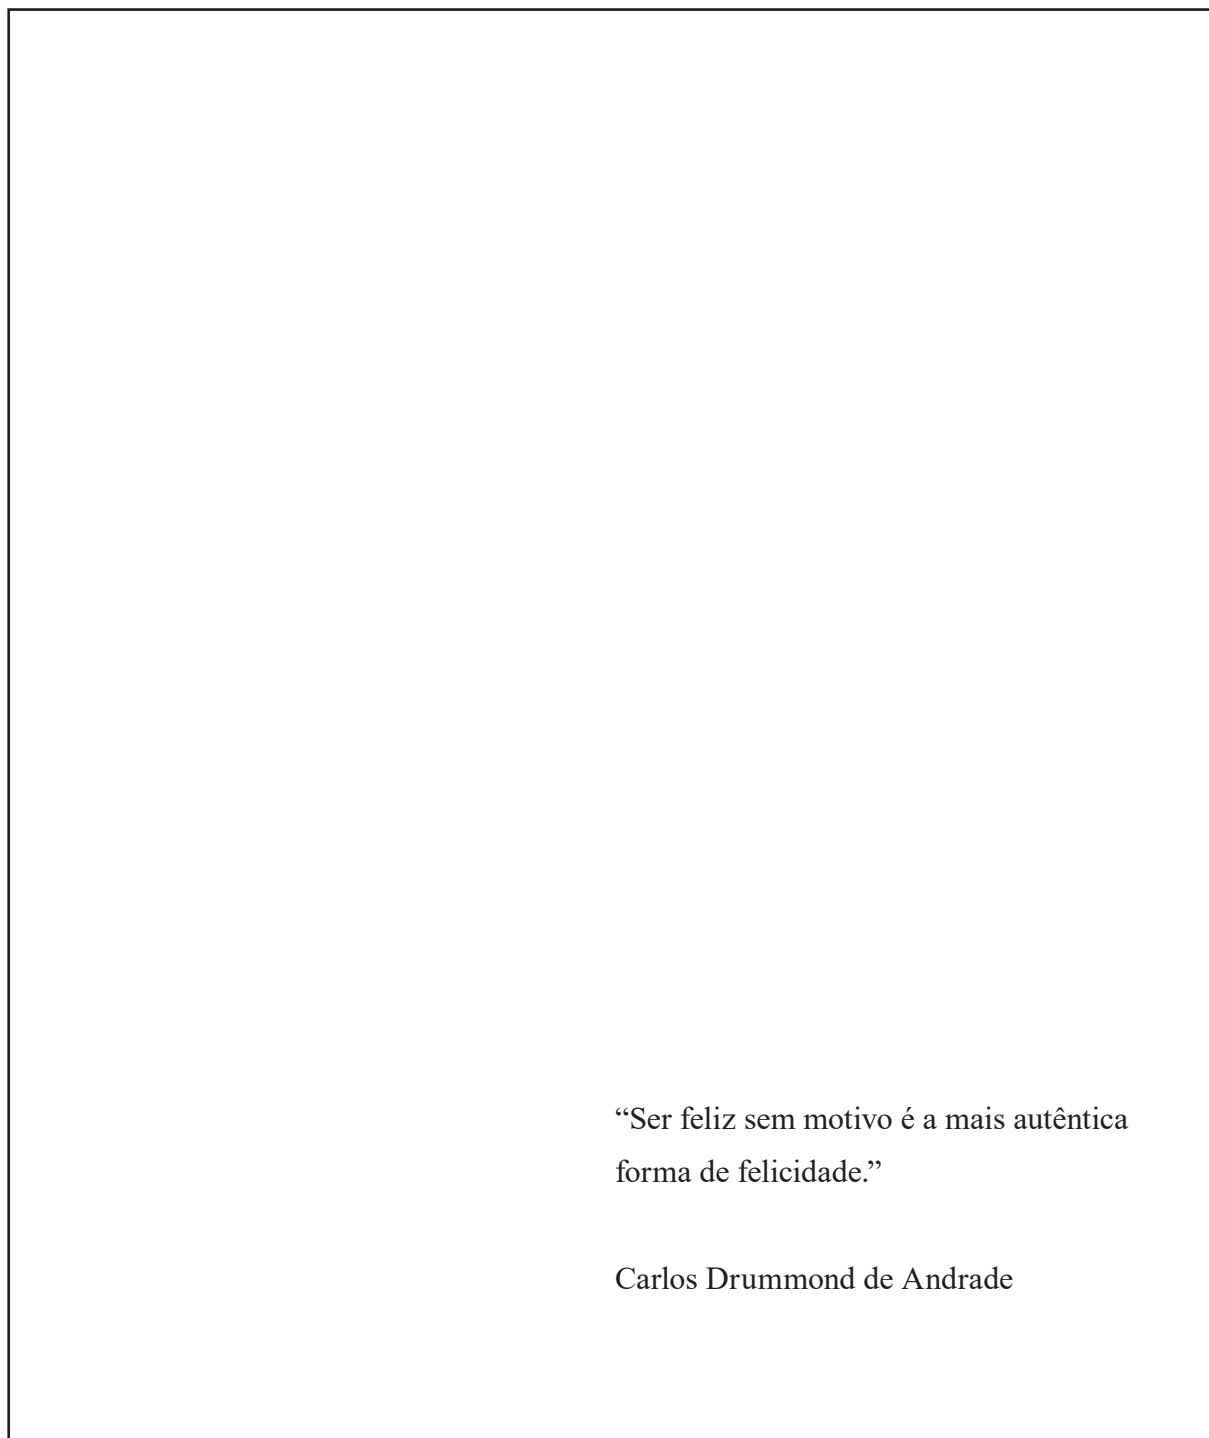 “Ser feliz sem motivo é a mais autêntica
forma de felicidade.”
Carlos Drummond de Andrade